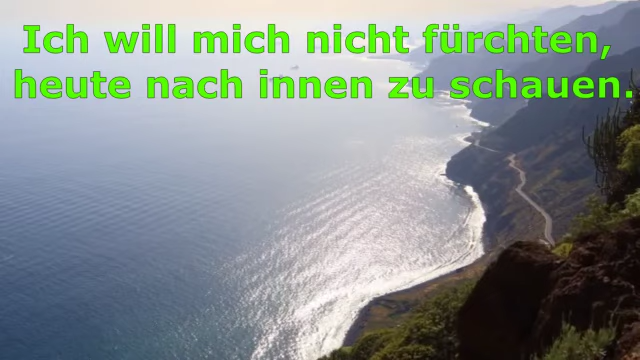 Ich will mich nicht fürchten,
heute nach innen zu schauen.